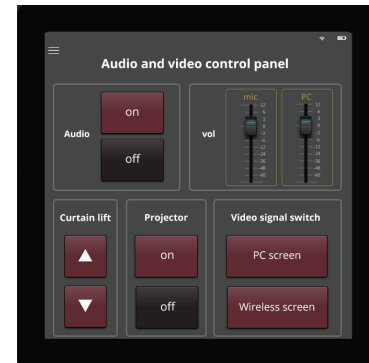 Audio and video control panel
Audio
on
off
vol
mic
PC
Curtain lift
Projector
on
off
Video signal switch
PC screen
Wireless screen